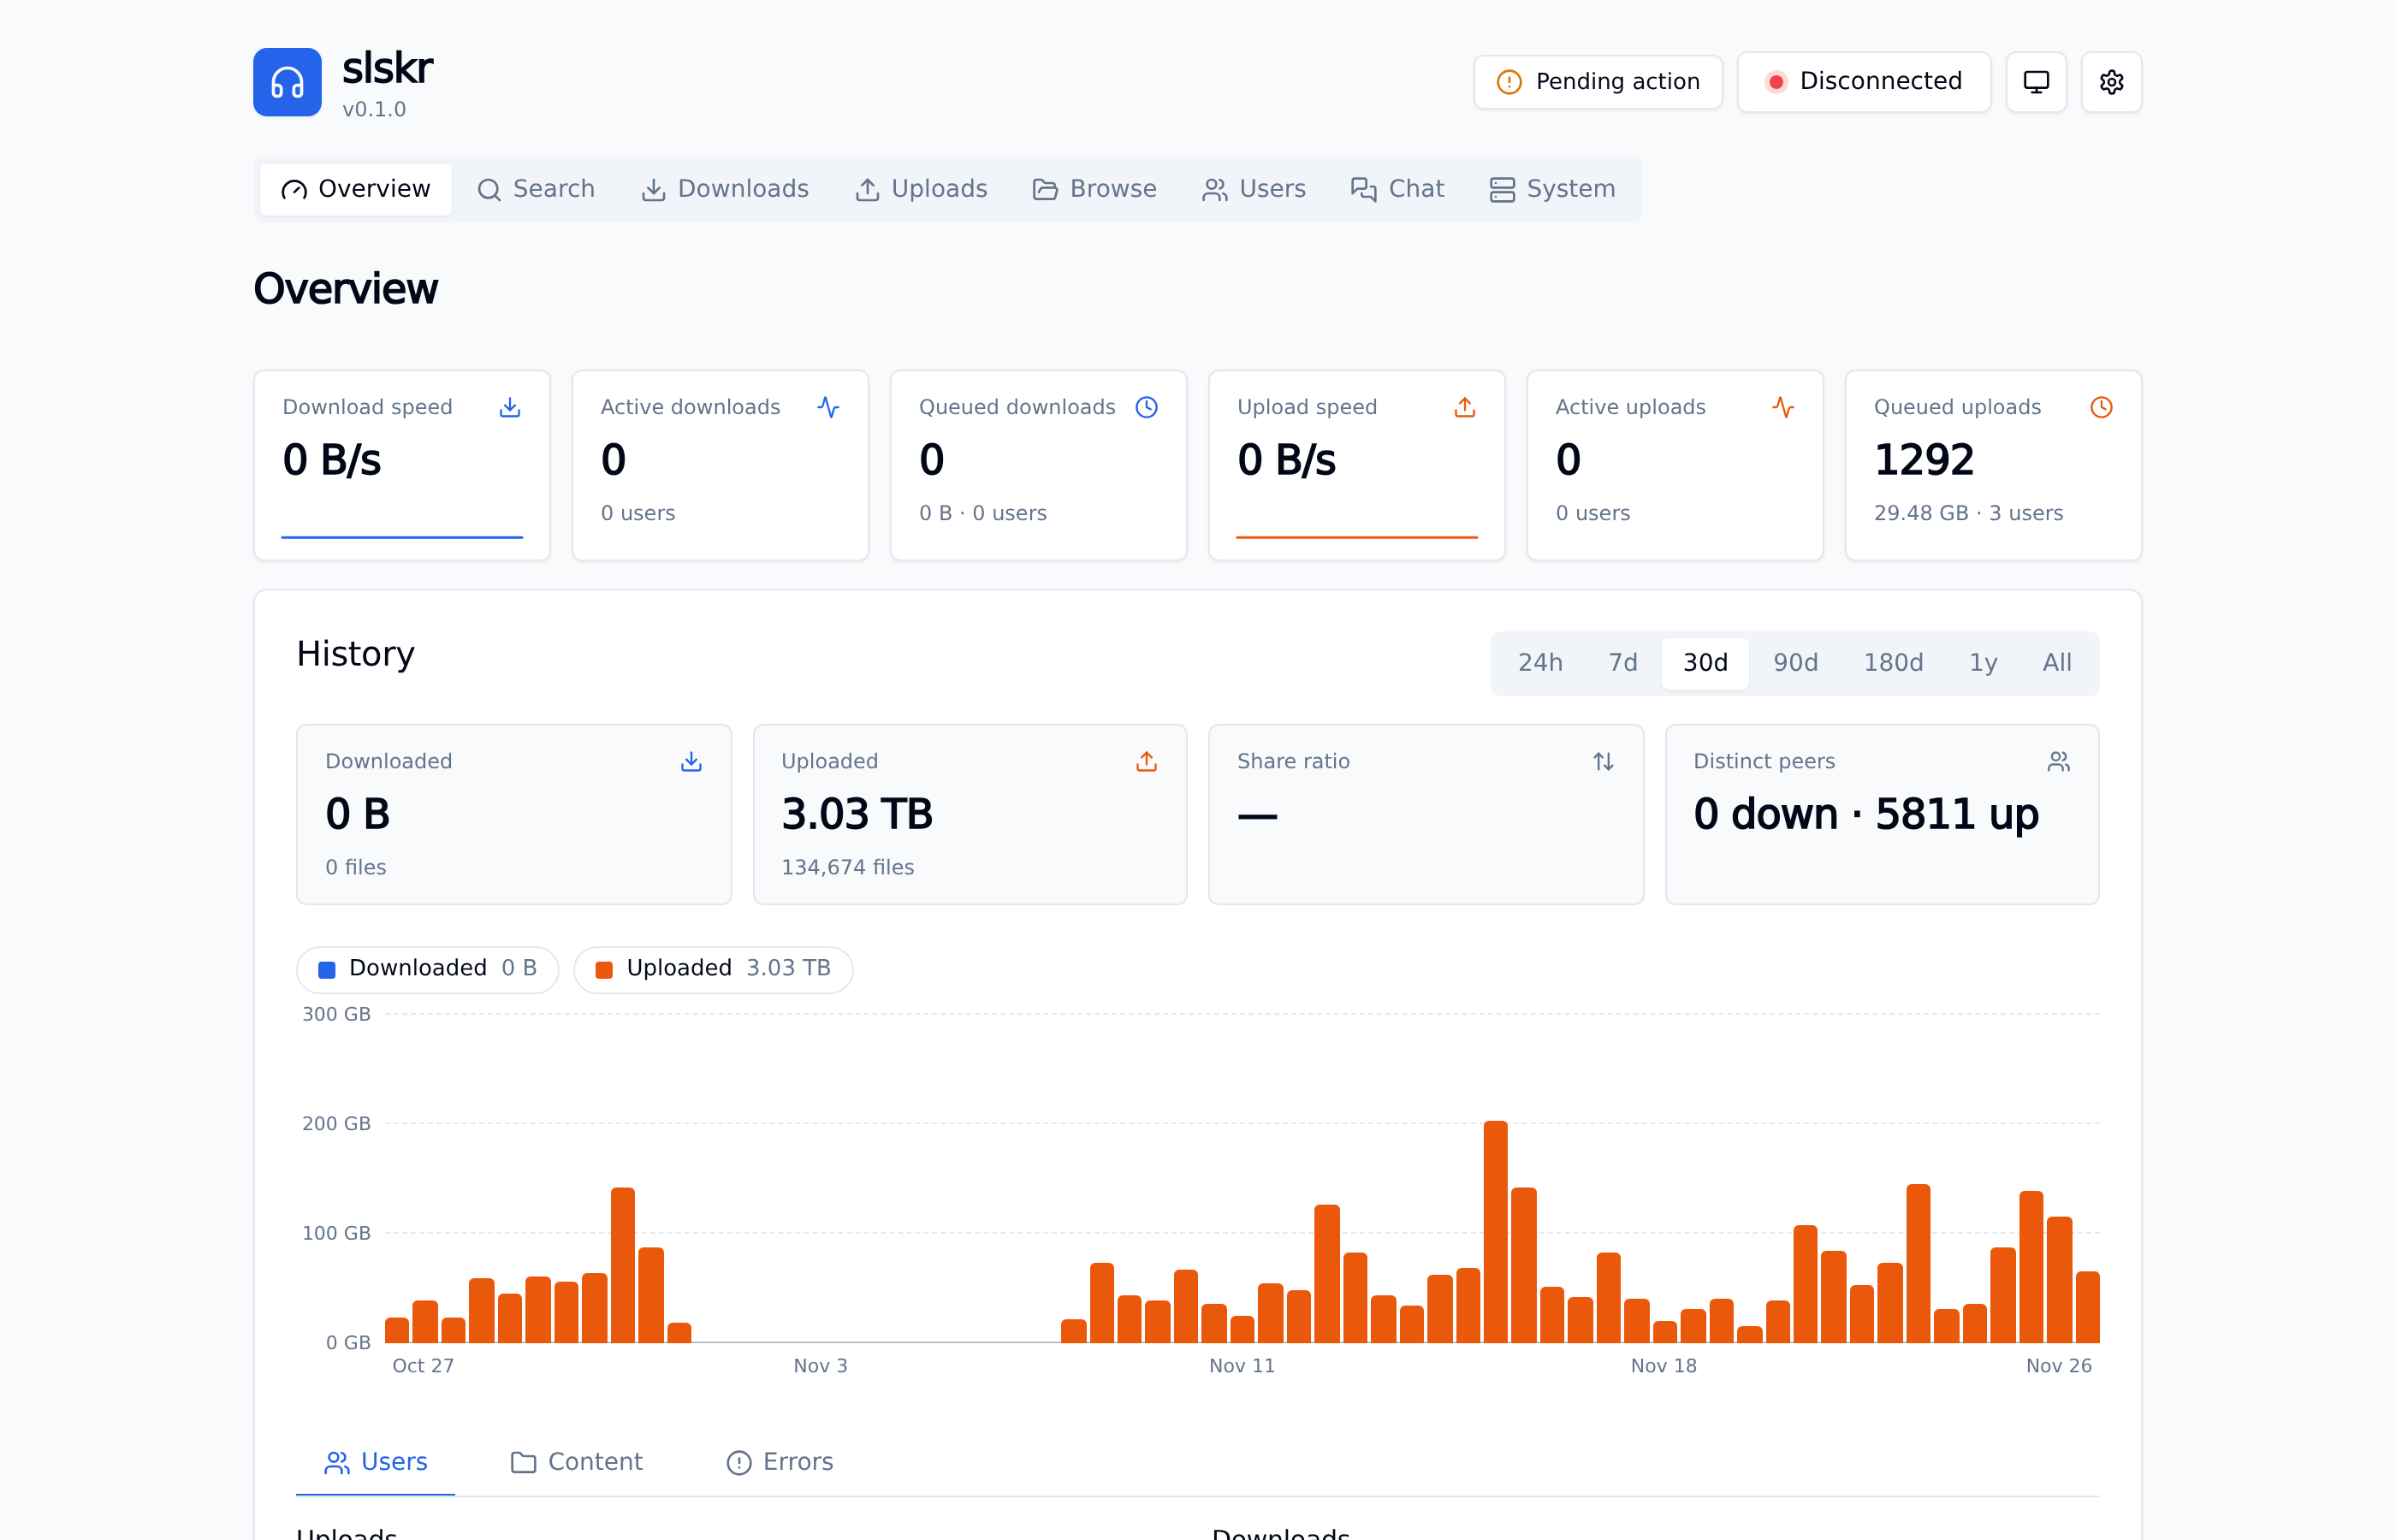 slskr
v0.1.0
Pending action
Disconnected
Overview
Search
Downloads
Uploads
Browse
Users
Chat
System
Overview
Download speed
0 B/s
Active downloads
0
0 users
Queued downloads
0
0 B · 0 users
Upload speed
0 B/s
Active uploads
0
0 users
Queued uploads
1292
29.48 GB · 3 users
History
24h
7d
30d
90d
180d
1y
All
Downloaded
0 B
0 files
Uploaded
3.03 TB
134,674 files
Share ratio
—
Distinct peers
0 down · 5811 up
Downloaded 0 B
Uploaded 3.03 TB
300 GB
200 GB
100 GB
0 GB
Oct 27
Nov 3
Nov 11
Nov 18
Nov 26
Users
Content
Errors
Uploads
Downloads